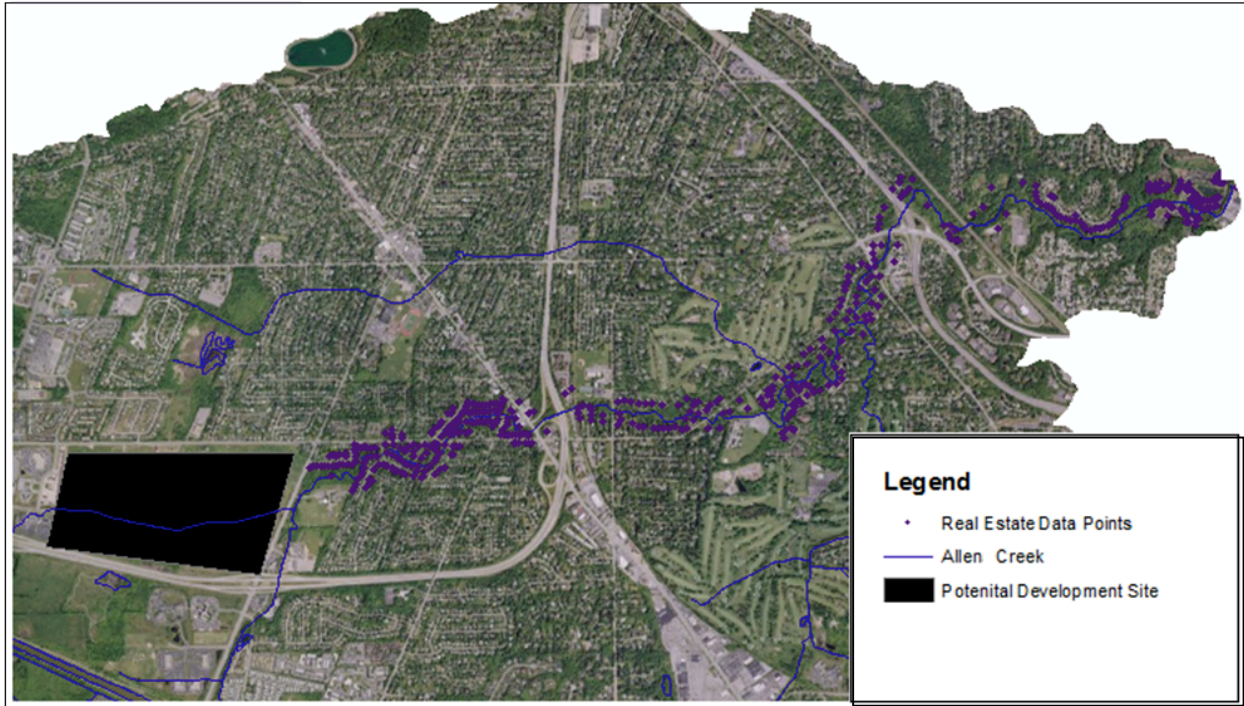 Legend
Real Estate Data Points
Allen Creek
Potenital Development Site